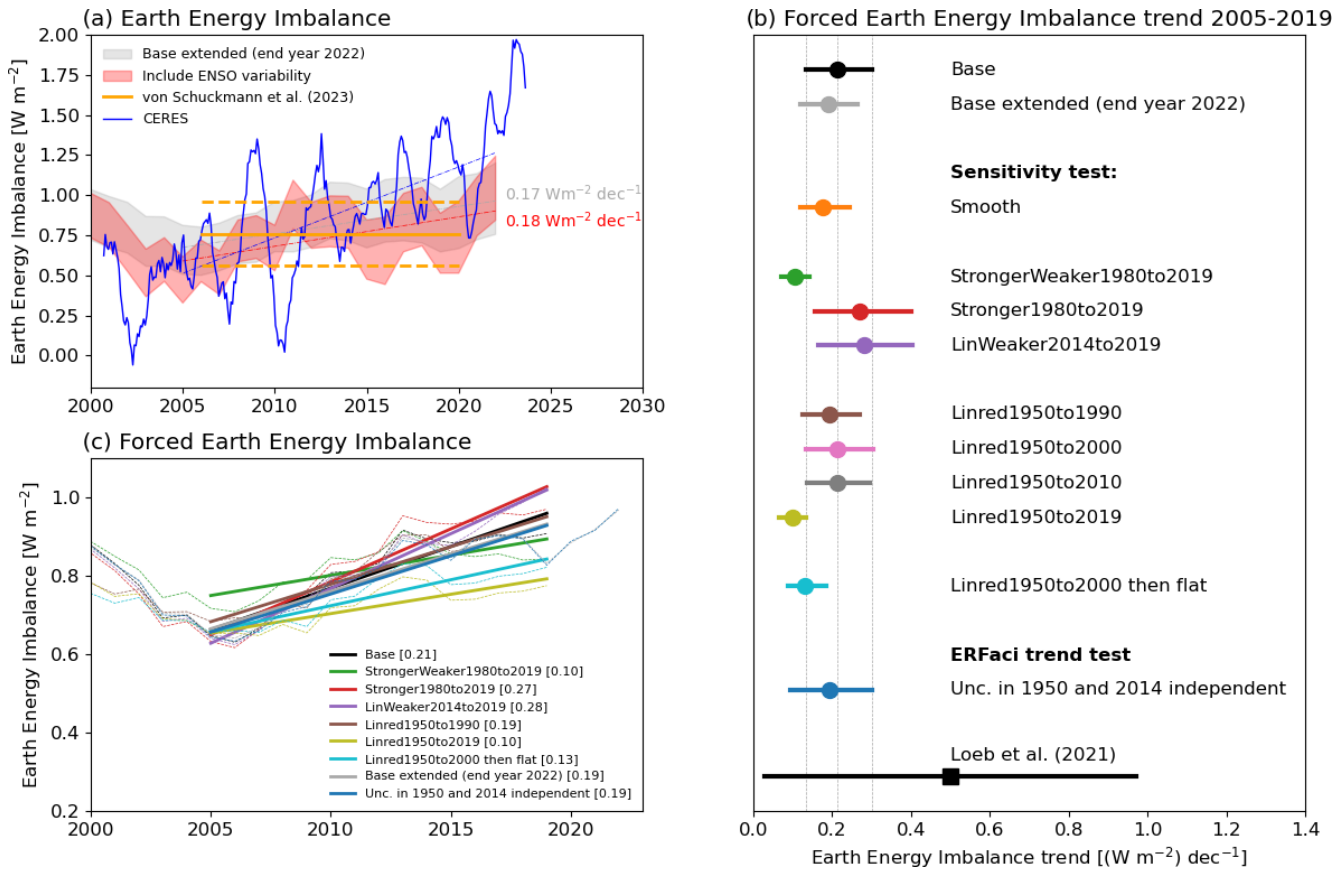 (a) Earth Energy Imbalance
Earth Energy Imbalance [W m⁻²]
2.00
1.75
1.50
1.25
1.00
0.75
0.50
0.25
0.00
Base extended (end year 2022)
Include ENSO variability
von Schuckmann et al. (2023)
CERES
0.17 Wm⁻² dec⁻¹
0.18 Wm⁻² dec⁻¹
2000 2005 2010 2015 2020 2025 2030
(c) Forced Earth Energy Imbalance
Earth Energy Imbalance [W m⁻²]
1.0
0.8
0.6
0.4
0.2
Base [0.21]
StrongerWeaker1980to2019 [0.10]
Stronger1980to2019 [0.27]
LinWeaker2014to2019 [0.28]
Linred1950to1990 [0.19]
Linred1950to2019 [0.10]
Linred1950to2000 then flat [0.13]
Base extended (end year 2022) [0.19]
Unc. in 1950 and 2014 independent [0.19]
2000 2005 2010 2015 2020
(b) Forced Earth Energy Imbalance trend 2005-2019
Base
Base extended (end year 2022)
Sensitivity test:
Smooth
StrongerWeaker1980to2019
Stronger1980to2019
LinWeaker2014to2019
Linred1950to1990
Linred1950to2000
Linred1950to2010
Linred1950to2019
Linred1950to2000 then flat
ERFaci trend test
Unc. in 1950 and 2014 independent
Loeb et al. (2021)
0.0 0.2 0.4 0.6 0.8 1.0 1.2 1.4
Earth Energy Imbalance trend [(W m⁻²) dec⁻¹]